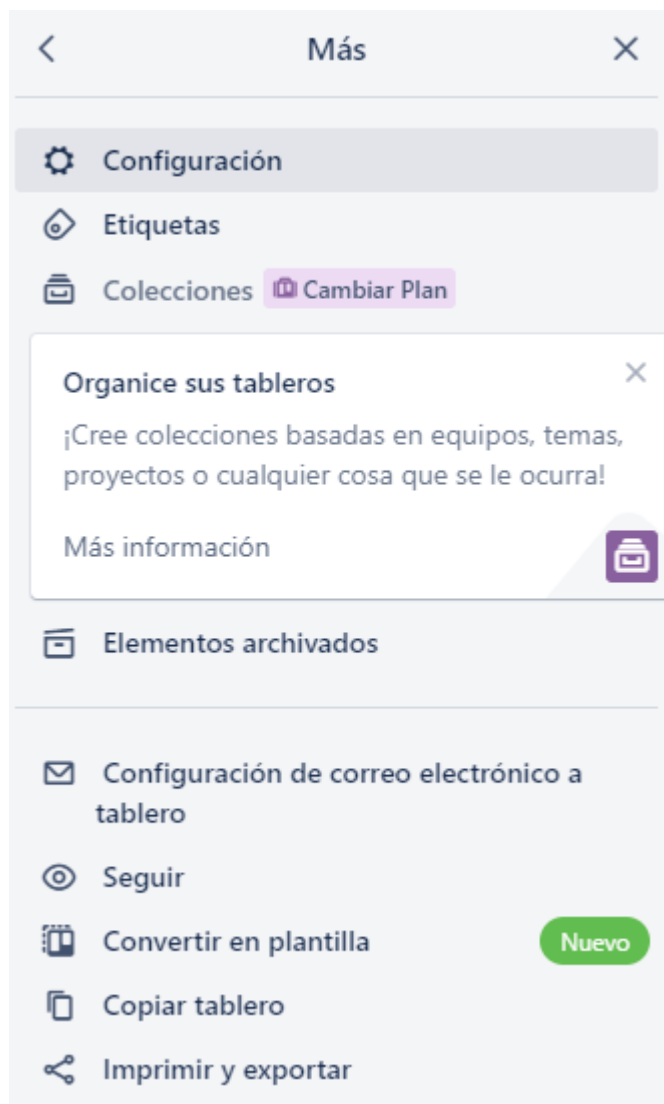 Más
Configuración
Etiquetas
Colecciones Cambiar Plan
Organice sus tableros
¡Cree colecciones basadas en equipos, temas,
proyectos o cualquier cosa que se le ocurra!
Más información
Elementos archivados
Configuración de correo electrónico a
tablero
Seguir
Convertir en plantilla Nuevo
Copiar tablero
Imprimir y exportar